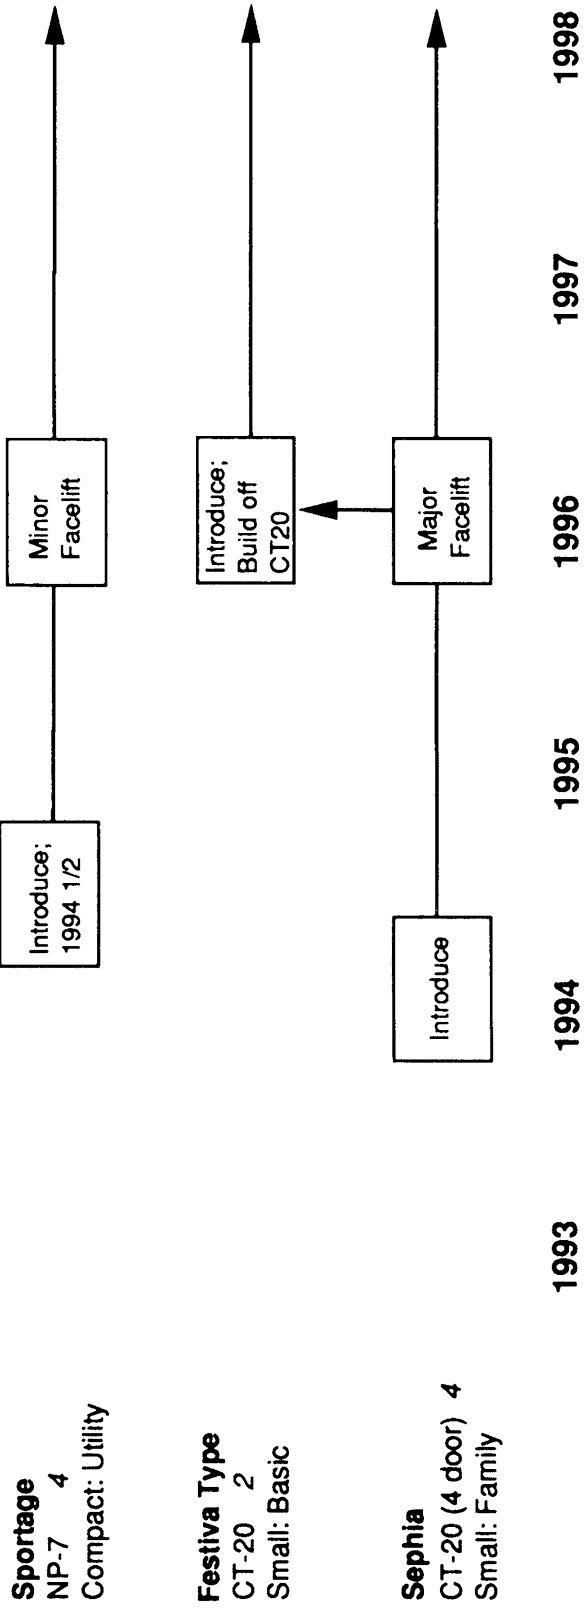 Sportage
NP-7 4
Compact: Utility
Introduce;
1994 1/2
Minor
Facelift
Festiva Type
CT-20 2
Small: Basic
Introduce;
Build off
CT20
Sephia
CT-20 (4 door) 4
Small: Family
Introduce
Major
Facelift
1993 1994 1995 1996 1997 1998